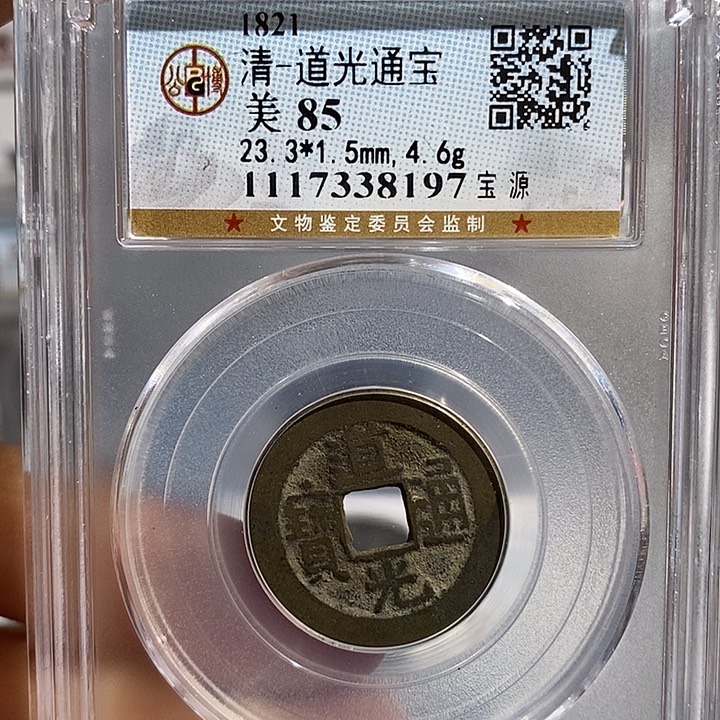 1821
清-道光通宝
美 85
23.3*1.5mm, 4.6g
1117338197 宝 源
★ 文物鉴定委员会监制 ★
道
寶 通
光